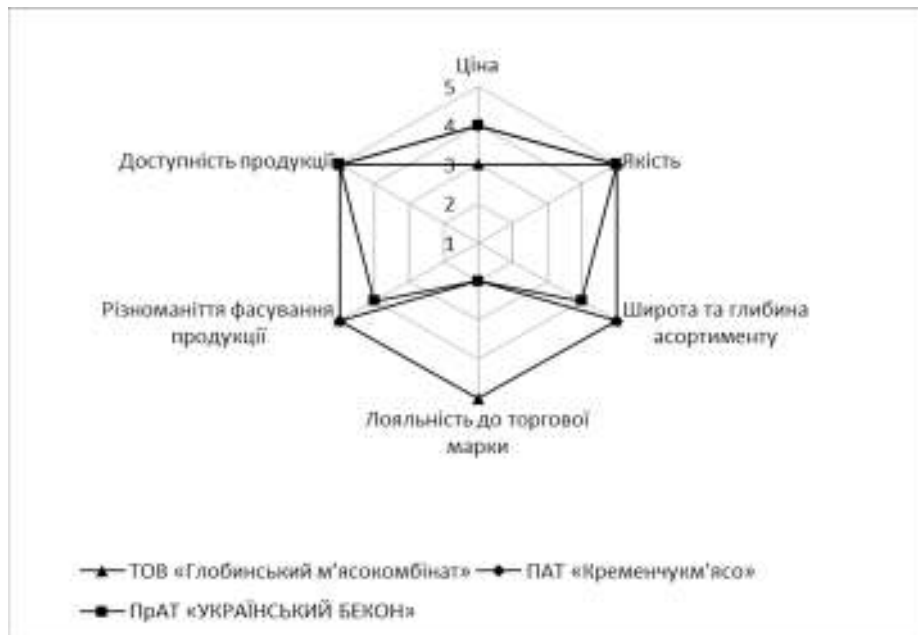 Ціна
5
4
Доступність продукції
3
Якість
2
1
Різноманіття фасування
продукції
Широта та глибина
асортименту
Лояльність до торгової
марки
ТОВ «Глобинський м'ясокомбінат»
ПАТ «Кременчукм'ясо»
ПрАТ «УКРАЇНСЬКИЙ БЕКОН»